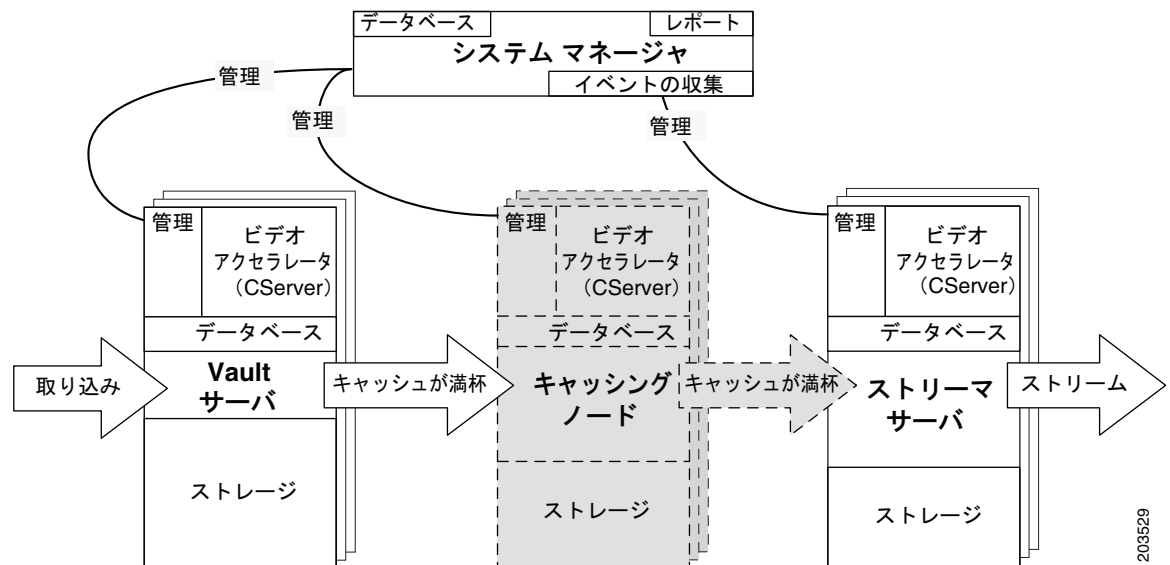 データベース
レポート
システム マネージャ
イベントの収集
管理
管理
管理
管理
ビデオ
アクセラレータ
(CServer)
データベース
Vault
サーバ
ストレージ
管理
ビデオ
アクセラレータ
(CServer)
データベース
キャッシング
ノード
ストレージ
管理
ビデオ
アクセラレータ
(CServer)
データベース
ストリーマ
サーバ
ストレージ
取り込み
キャッシュが満杯
キャッシュが満杯
ストリーム
203529